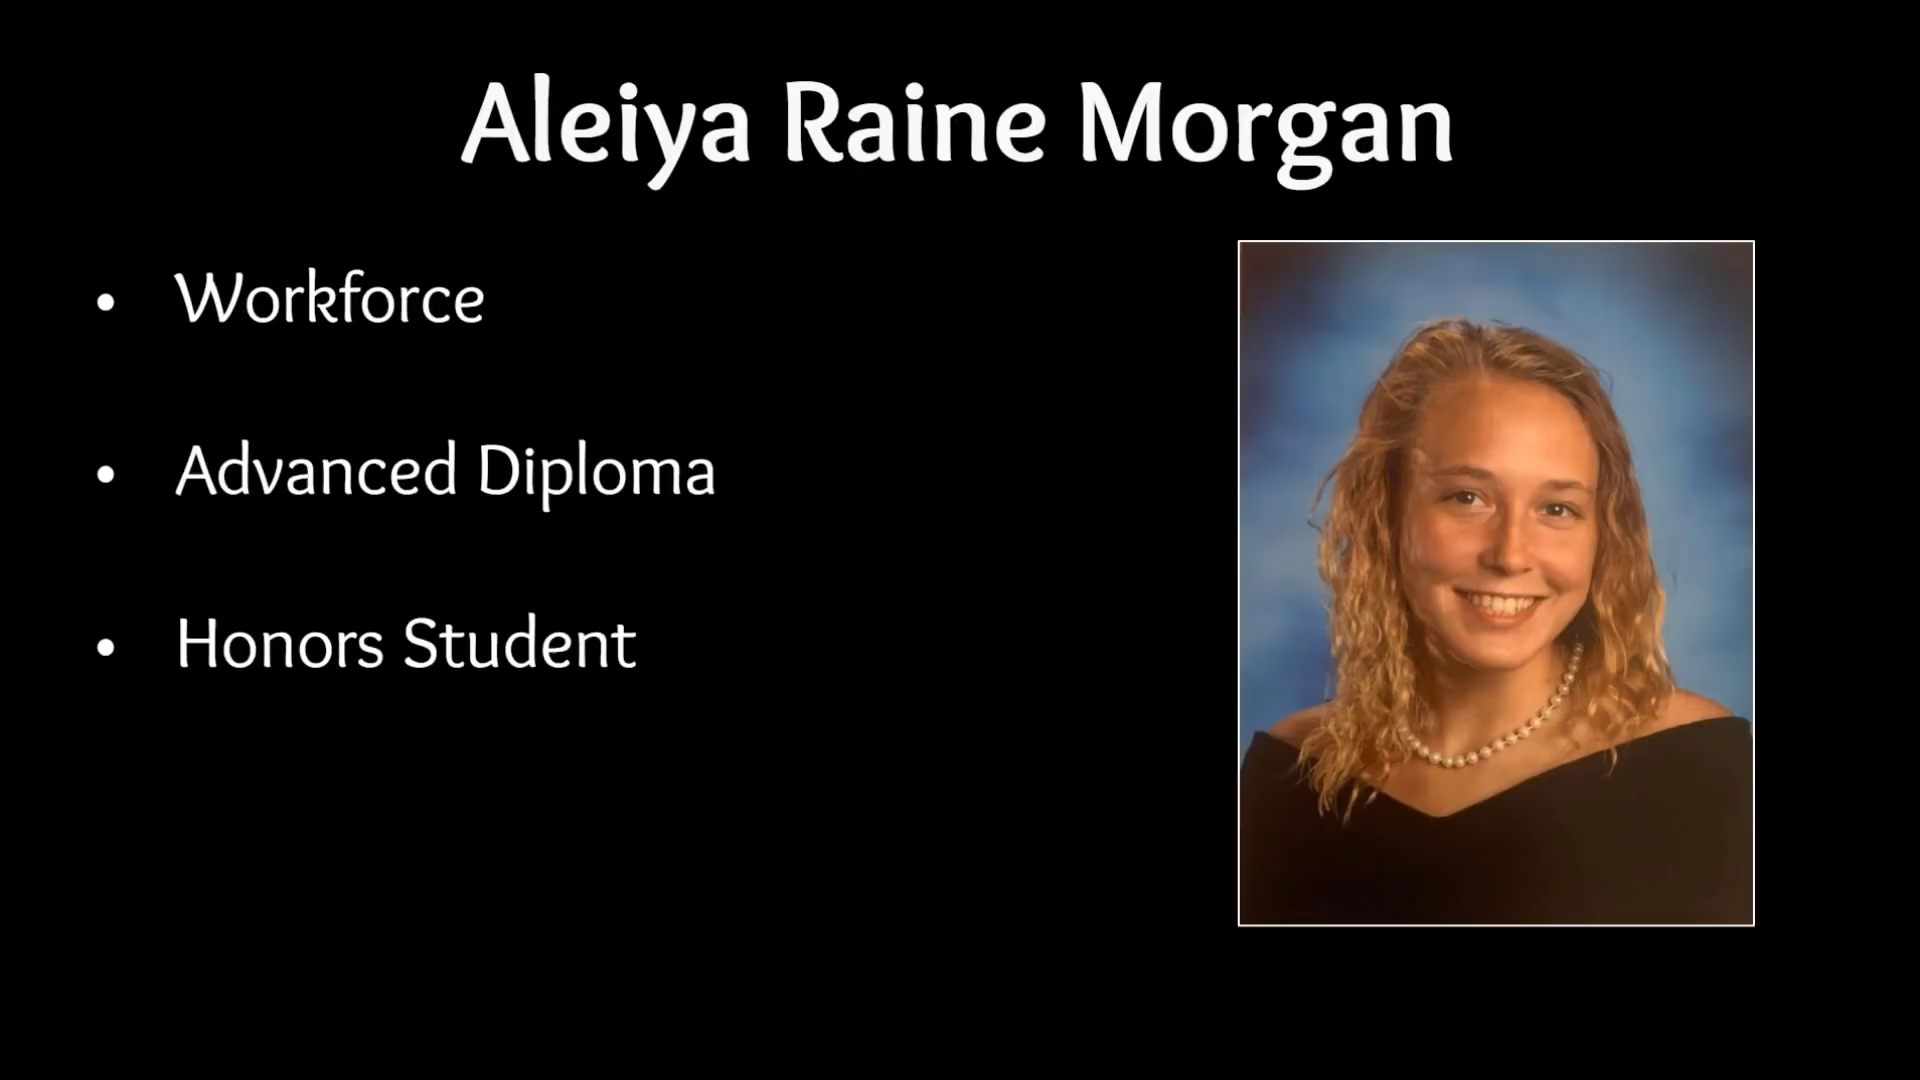 Aleiya Raine Morgan
• Workforce
• Advanced Diploma
• Honors Student